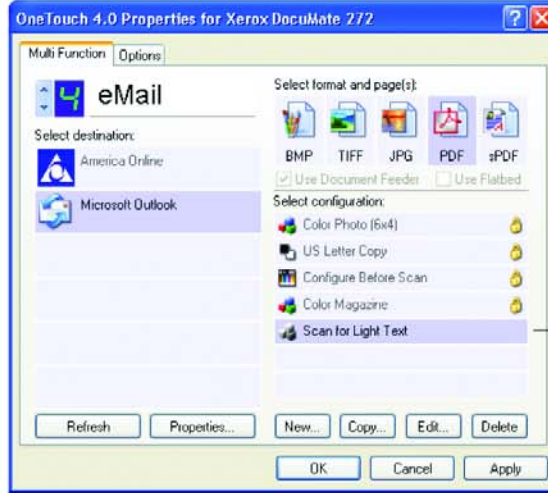 OneTouch 4.0 Properties for Xerox DocuMate 272
Multi Function
Options
4
eMail
Select destination:
America Online
Microsoft Outlook
Refresh
Properties...
Select format and page(s):
BMP
TIFF
JPG
PDF
sPDF
Use Document Feeder
Use Flatbed
Select configuration:
Color Photo (6x4)
US Letter Copy
Configure Before Scan
Color Magazine
Scan for Light Text
New...
Copy...
Edit...
Delete
OK
Cancel
Apply